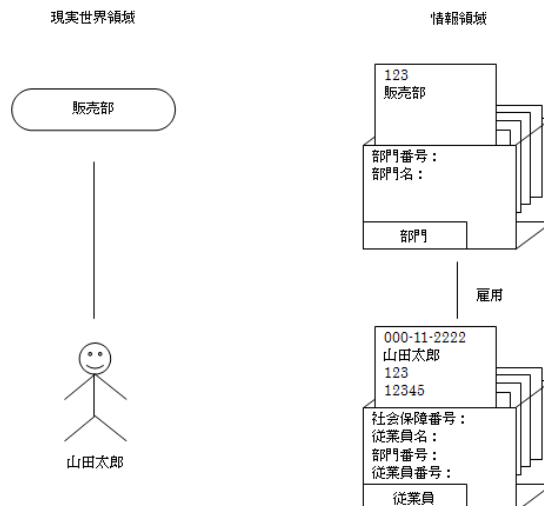 現実世界領域
情報領域
販売部
123
販売部
部門番号：
部門名：
部門
雇用
山田太郎
000-11-2222
山田太郎
123
12345
社会保障番号：
従業員名：
部門番号：
従業員番号：
従業員